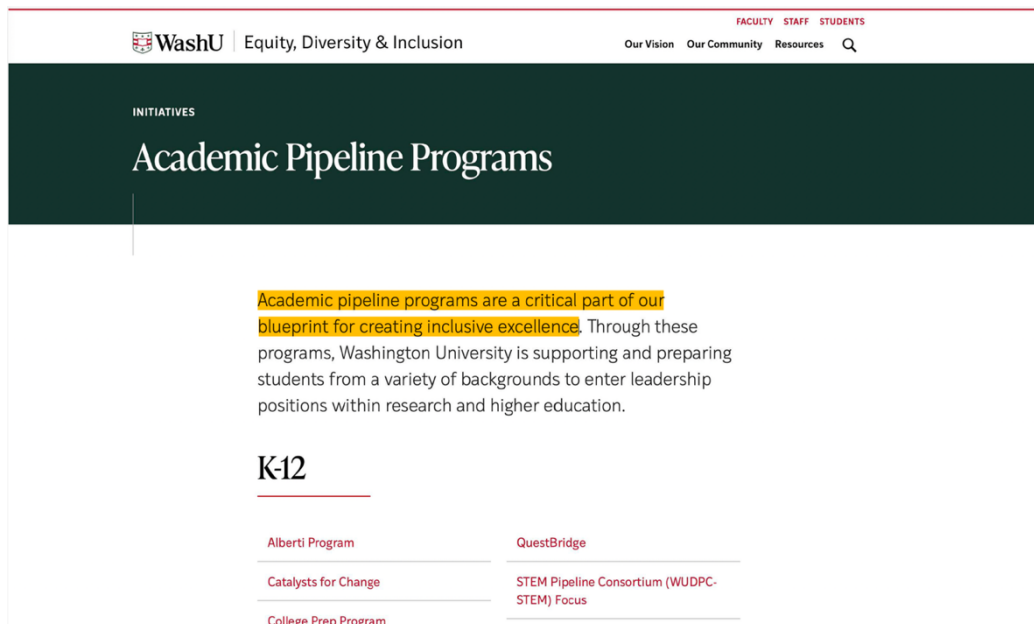 FACULTY STAFF STUDENTS
WashU Equity, Diversity & Inclusion
Our Vision Our Community Resources
INITIATIVES
Academic Pipeline Programs
Academic pipeline programs are a critical part of our
blueprint for creating inclusive excellence. Through these
programs, Washington University is supporting and preparing
students from a variety of backgrounds to enter leadership
positions within research and higher education.
K-12
Alberti Program
Catalysts for Change
College Prep Program
QuestBridge
STEM Pipeline Consortium (WUDPC-
STEM) Focus